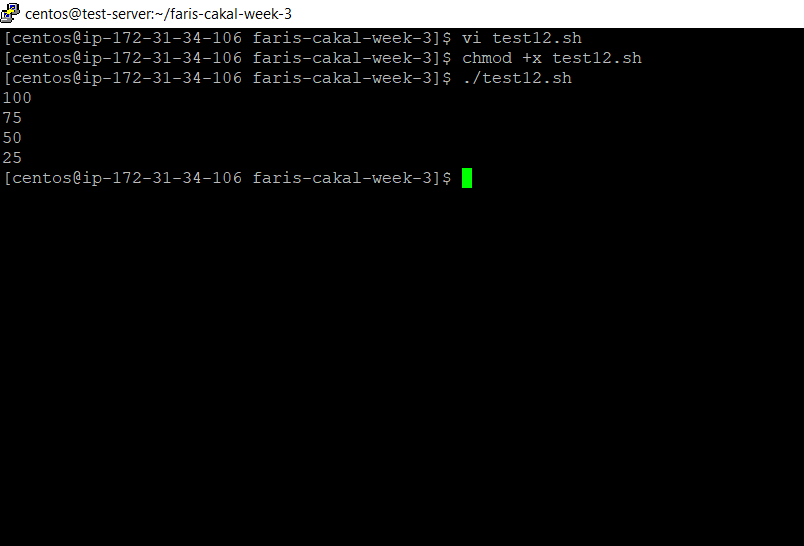 centos@test-server:~/faris-cakal-week-3
[centos@ip-172-31-34-106 faris-cakal-week-3]$ vi test12.sh
[centos@ip-172-31-34-106 faris-cakal-week-3]$ chmod +x test12.sh
[centos@ip-172-31-34-106 faris-cakal-week-3]$ ./test12.sh
100
75
50
25
[centos@ip-172-31-34-106 faris-cakal-week-3]$